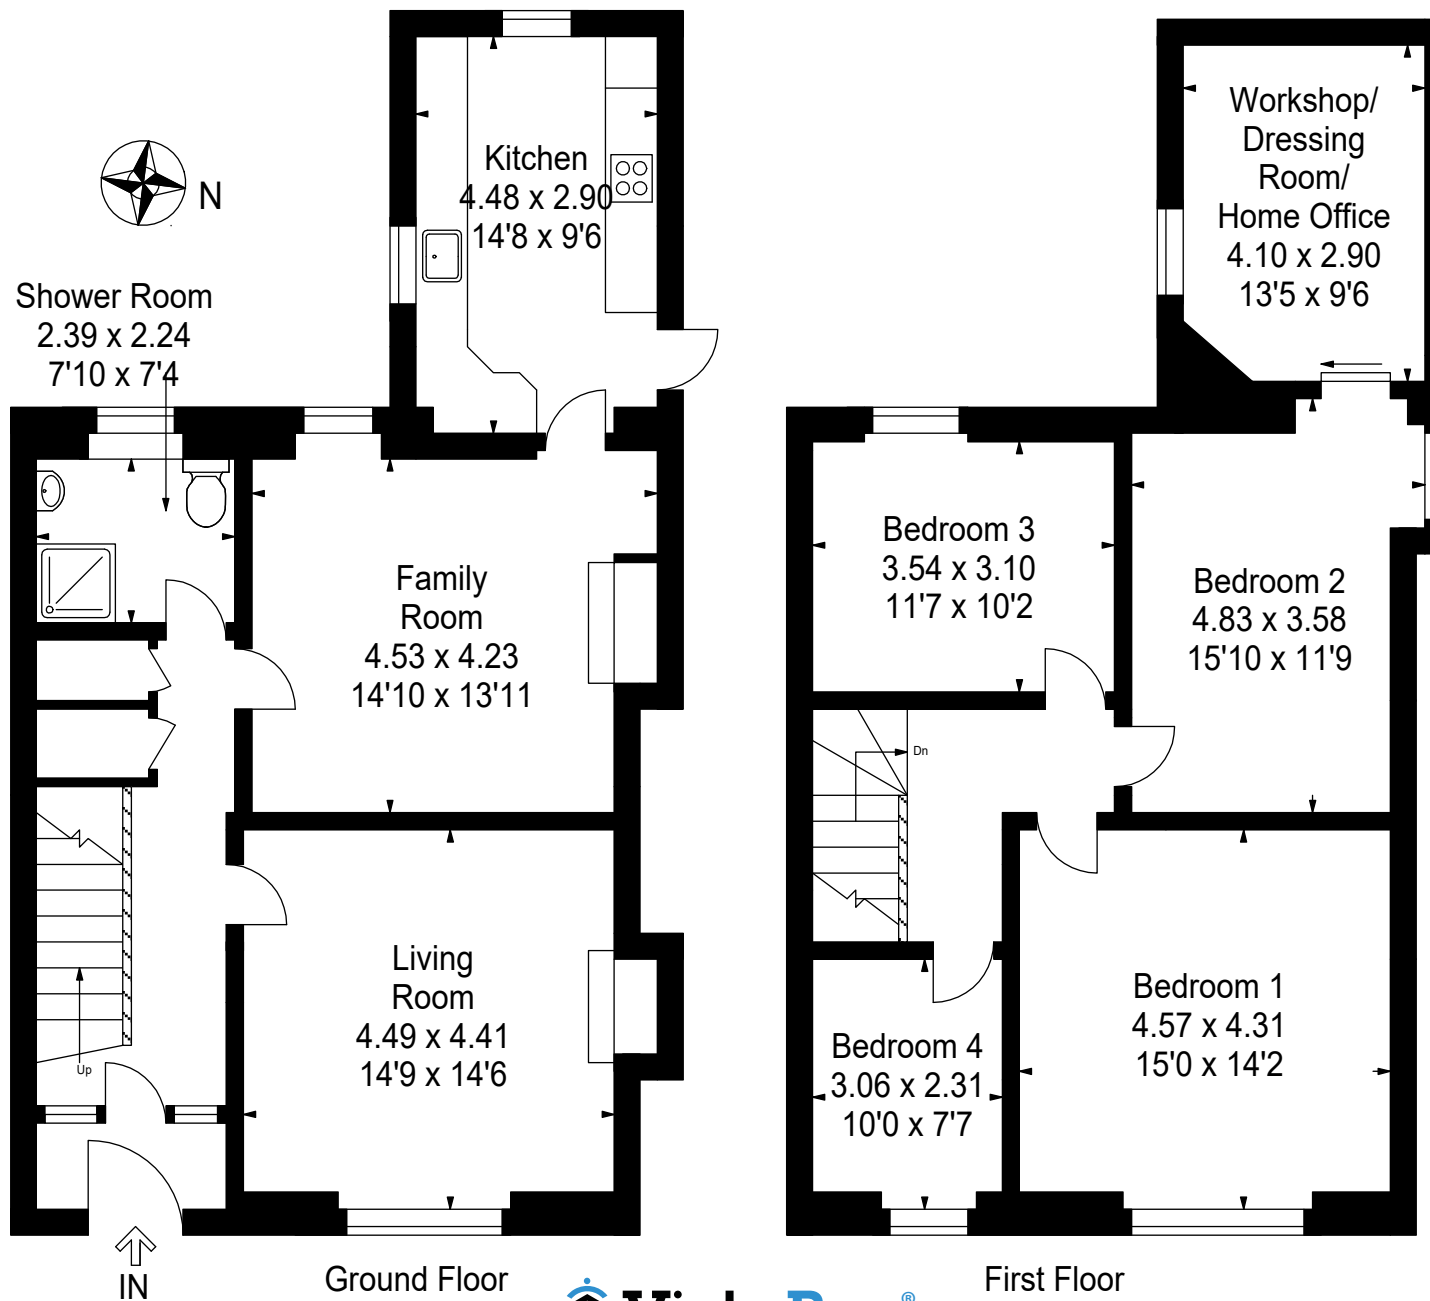 Kitchen
4.48 x 2.90
14'8 x 9'6
N
Shower Room
2.39 x 2.24
7'10 x 7'4
Family
Room
4.53 x 4.23
14'10 x 13'11
Living
Room
4.49 x 4.41
14'9 x 14'6
Up
IN
Ground Floor
Workshop/
Dressing
Room/
Home Office
4.10 x 2.90
13'5 x 9'6
Bedroom 3
3.54 x 3.10
11'7 x 10'2
Bedroom 2
4.83 x 3.58
15'10 x 11'9
Dn
Bedroom 4
3.06 x 2.31
10'0 x 7'7
Bedroom 1
4.57 x 4.31
15'0 x 14'2
First Floor
®